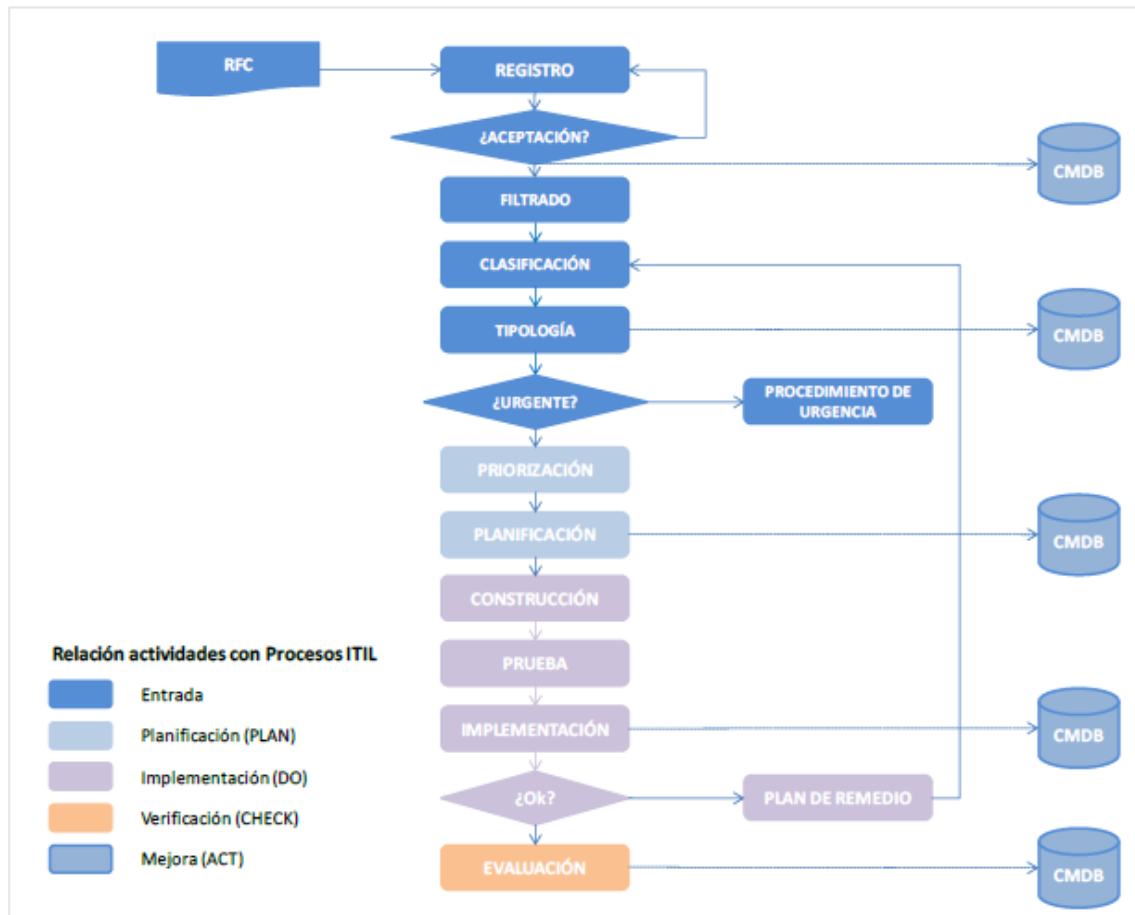 RFC
REGISTRO
¿ACEPTACIÓN?
CMDB
FILTRADO
CLASIFICACIÓN
TIPOLOGÍA
CMDB
¿URGENTE?
PROCEDIMIENTO DE
URGENCIA
PRIORIZACIÓN
PLANIFICACIÓN
CMDB
CONSTRUCCIÓN
PRUEBA
IMPLEMENTACIÓN
CMDB
¿Ok?
PLAN DE REMEDIO
EVALUACIÓN
CMDB
Relación actividades con Procesos ITIL
Entrada
Planificación (PLAN)
Implementación (DO)
Verificación (CHECK)
Mejora (ACT)